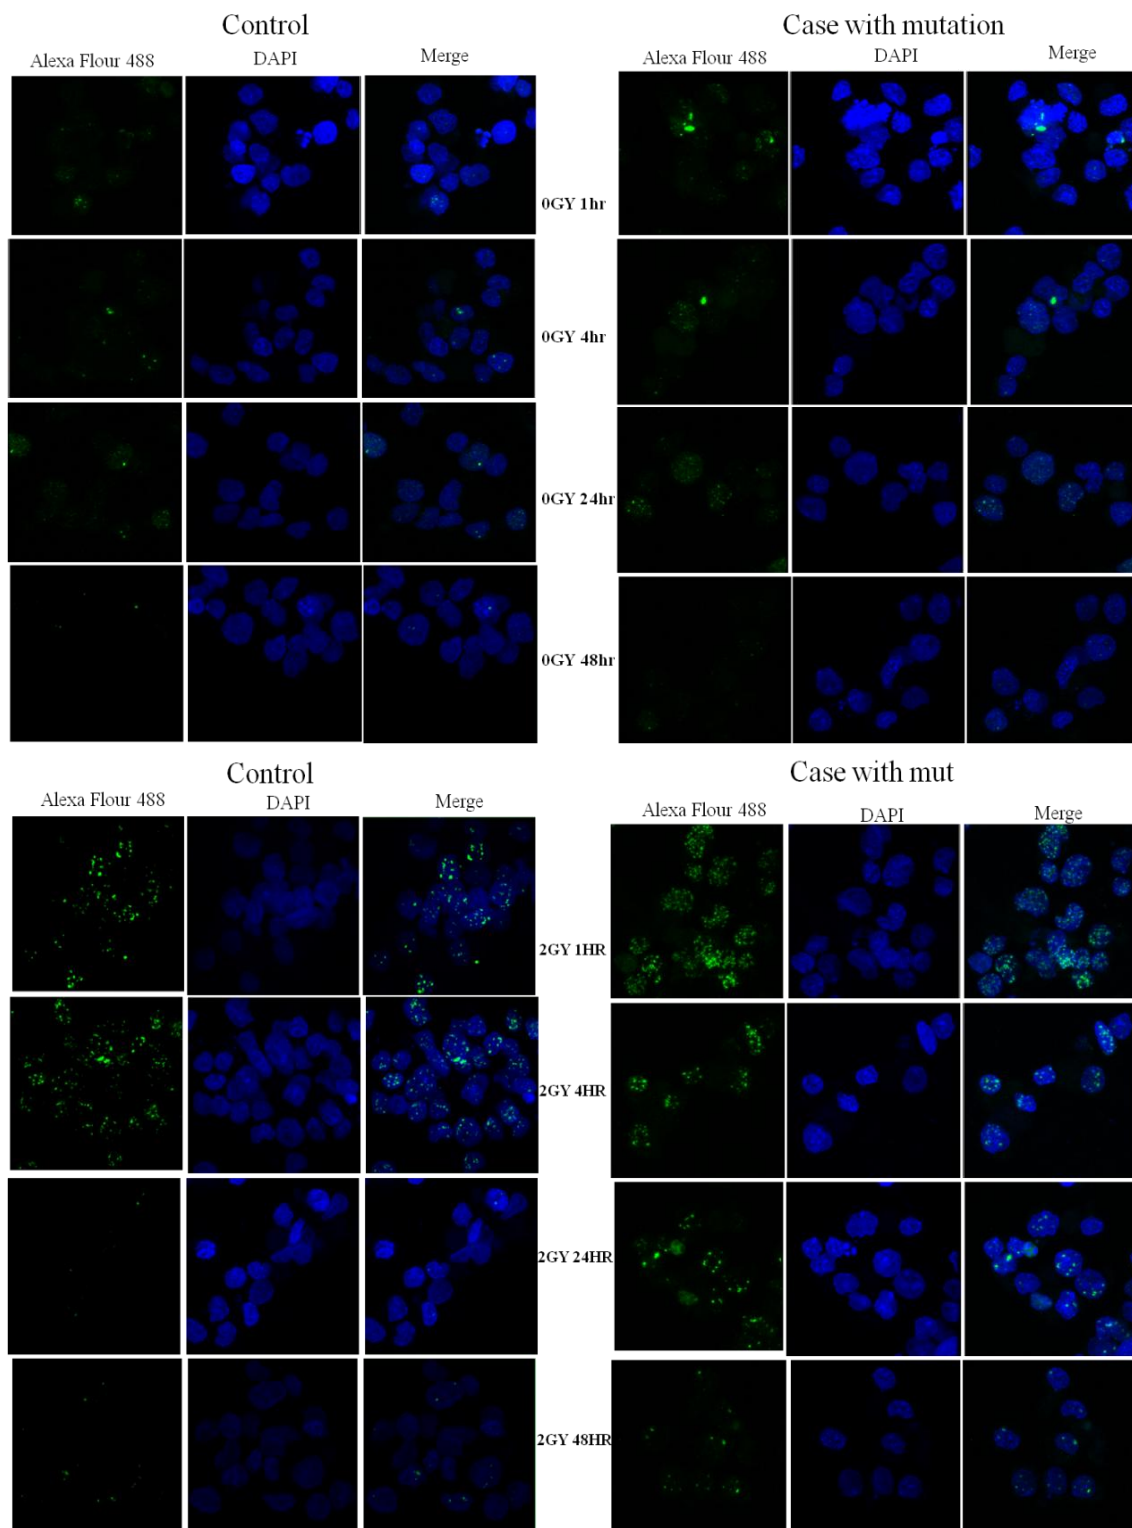 Control
Case with mutation
Alexa Flour 488
DAPI
Merge
Alexa Flour 488
DAPI
Merge
0GY 1hr
0GY 4hr
0GY 24hr
0GY 48hr
Control
Case with mut
Alexa Flour 488
DAPI
Merge
Alexa Flour 488
DAPI
Merge
2GY 1HR
2GY 4HR
2GY 24HR
2GY 48HR